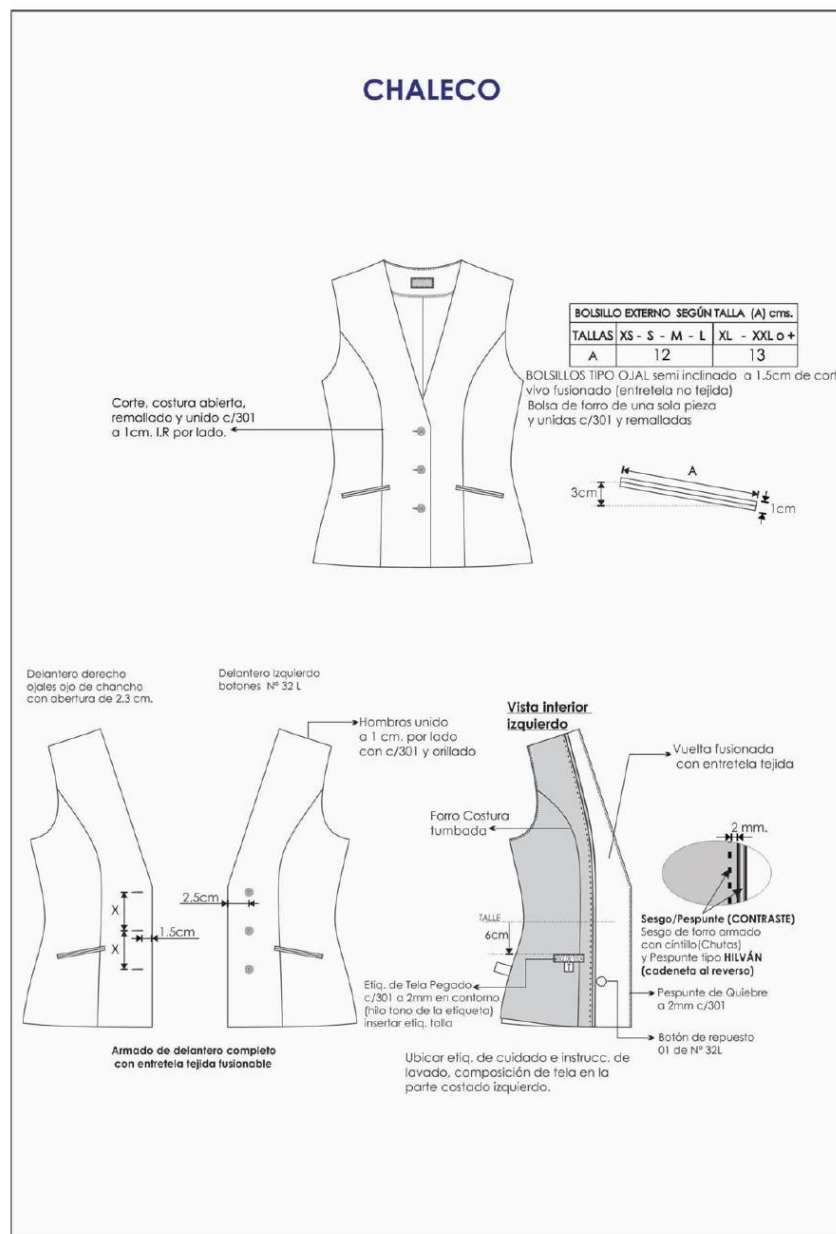 CHALECO
BOLSILLO EXTERNO SEGÚN TALLA (A) cms.
TALLAS XS - S - M - L XL - XXL o +
A 12 13
BOLSILLOS TIPO OJAL semi inclinado a 1.5cm de cort
vivo fusionado (entretela no tejida)
Bolsa de forro de una sola pieza
y unidas c/301 y remalladas
Corte, costura abierta,
remallado y unido c/301
a 1cm. I.R por lado.
A
3cm
1cm
Delantero derecho
ojales ojo de chancho
con abertura de 2.3 cm.
Delantero Izquierdo
botones Nº 32 L
Hombros unido
a 1 cm. por lado
con c/301 y orillado
Vista interior
izquierdo
Vuelta fusionada
con entretela tejida
Forro Costura
tumbada
2 mm.
X
X
1.5cm
2.5cm
TALLE
6cm
T
Sesgo/Pespunte (CONTRASTE)
Sesgo de forro armado
con cintillo(Chutas)
y Pespunte tipo HILVÁN
(cadeneta al reverso)
Etiq. de Tela Pegado
c/301 a 2mm en contorno
(hilo tono de la etiqueta)
insertar etiq. talla
Pespunte de Quiebre
a 2mm c/301
Botón de repuesto
01 de Nº 32L
Armado de delantero completo
con entretela tejida fusionable
Ubicar etiq. de cuidado e instrucc. de
lavado, composición de tela en la
parte costado izquierdo.